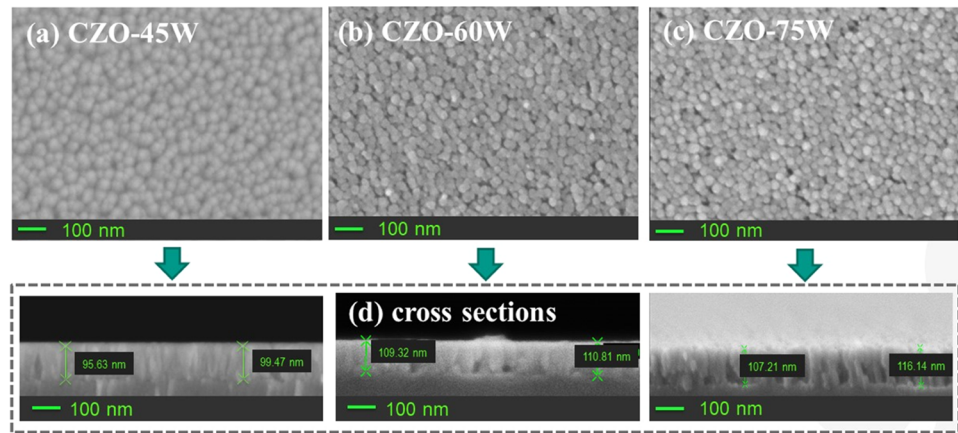 (a) CZO-45W
(b) CZO-60W
(c) CZO-75W
100 nm
100 nm
100 nm
(d) cross sections
95.63 nm
99.47 nm
109.32 nm
110.81 nm
107.21 nm
116.14 nm
100 nm
100 nm
100 nm